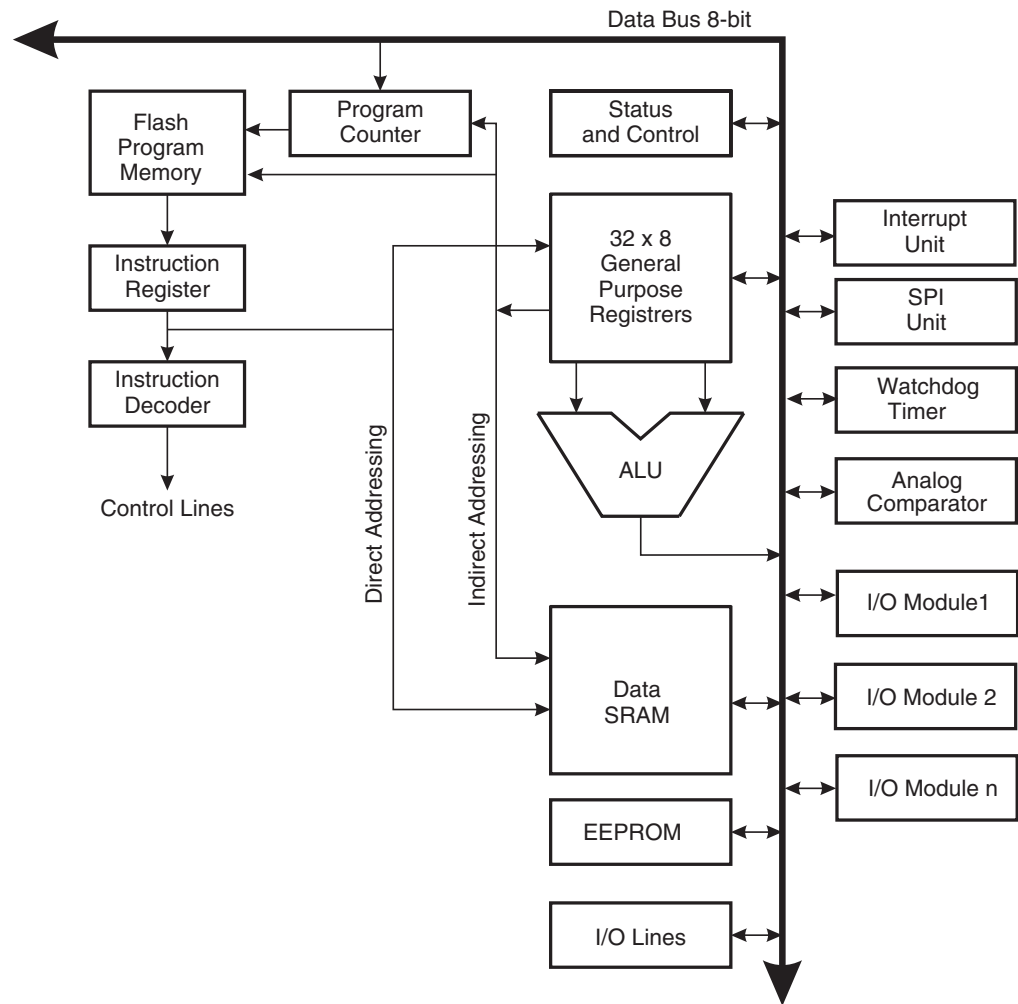 Data Bus 8-bit
Flash
Program
Memory
Program
Counter
Status
and Control
32 x 8
General
Purpose
Registrers
Interrupt
Unit
Instruction
Register
SPI
Unit
Instruction
Decoder
Watchdog
Timer
ALU
Analog
Comparator
Control Lines
Direct Addressing
Indirect Addressing
I/O Module1
Data
SRAM
I/O Module 2
I/O Module n
EEPROM
I/O Lines